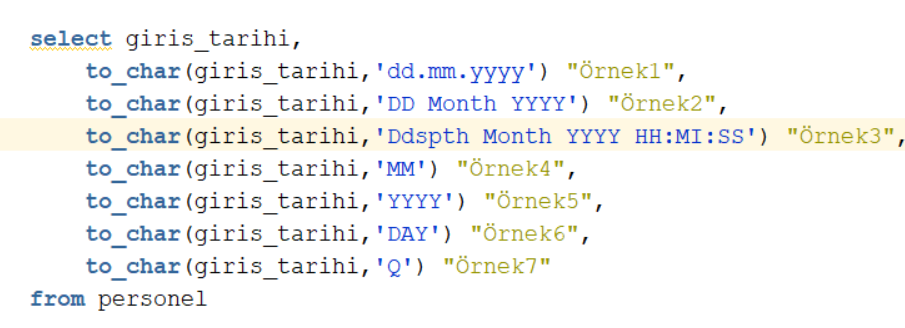 select giris_tarihi,
to_char(giris_tarihi,'dd.mm.yyyy') "Örnek1",
to_char(giris_tarihi,'DD Month YYYY') "Örnek2",
to_char(giris_tarihi,'Ddspth Month YYYY HH:MI:SS') "Örnek3",
to_char(giris_tarihi,'MM') "Örnek4",
to_char(giris_tarihi,'YYYY') "Örnek5",
to_char(giris_tarihi,'DAY') "Örnek6",
to_char(giris_tarihi,'Q') "Örnek7"
from personel